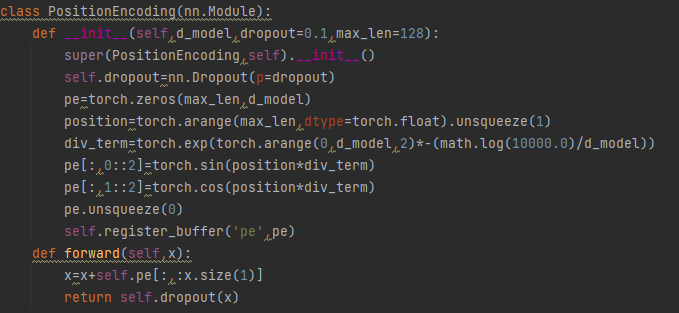 class PositionEncoding(nn.Module):
    def __init__(self,d_model,dropout=0.1,max_len=128):
        super(PositionEncoding,self).__init__()
        self.dropout=nn.Dropout(p=dropout)
        pe=torch.zeros(max_len,d_model)
        position=torch.arange(max_len,dtype=torch.float).unsqueeze(1)
        div_term=torch.exp(torch.arange(0,d_model,2)*-(math.log(10000.0)/d_model))
        pe[:,0::2]=torch.sin(position*div_term)
        pe[:,1::2]=torch.cos(position*div_term)
        pe.unsqueeze(0)
        self.register_buffer('pe',pe)
    def forward(self,x):
        x=x+self.pe[:,:x.size(1)]
        return self.dropout(x)